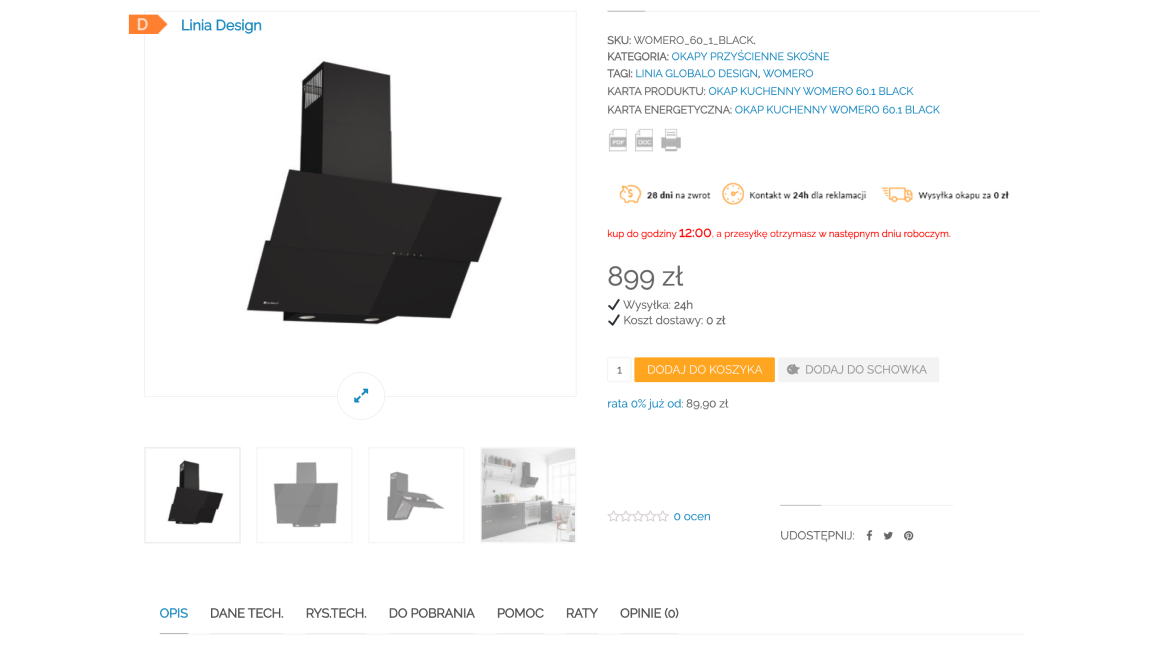 D
Linia Design
SKU: WOMERO_60_1_BLACK.
KATEGORIA: OKAPY PRZYŚCIENNE SKOŚNE
TAGI: LINIA GLOBALO DESIGN, WOMERO
KARTA PRODUKTU: OKAP KUCHENNY WOMERO 60.1 BLACK
KARTA ENERGETYCZNA: OKAP KUCHENNY WOMERO 60.1 BLACK
PDF DOC
28 dni na zwrot Kontakt w 24h dla reklamacji Wysyłka okapu za 0 zł
kup do godziny 12:00, a przesyłkę otrzymasz w następnym dniu roboczym.
899 zł
Wysyłka: 24h
Koszt dostawy: 0 zł
1 DODAJ DO KOSZYKA DODAJ DO SCHOWKA
rata 0% już od: 89,90 zł
0 ocen
UDOSTĘPNIJ:
OPIS DANE TECH. RYS.TECH. DO POBRANIA POMOC RATY OPINIE (0)